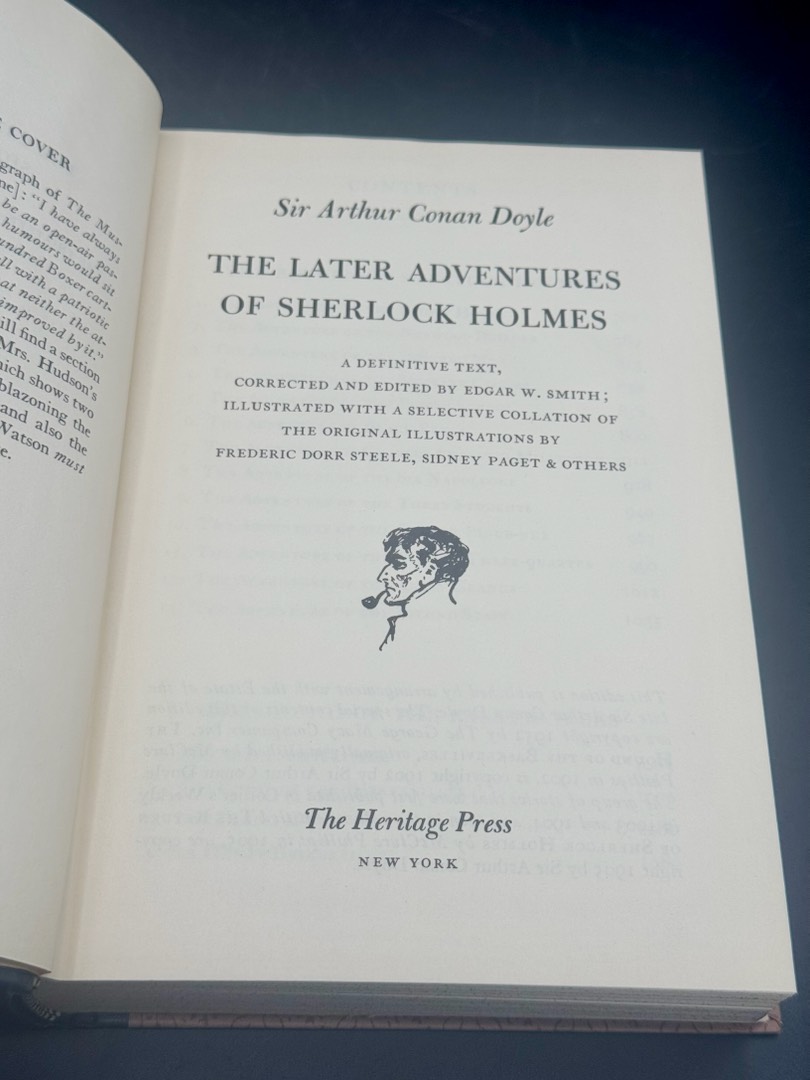 COVER
graph of The Mus-
ne]: "I have always
be an open-air pas-
humours would sit
undred Boxer cart-
ll with a patriotic
at neither the at-
improved by it."
ill find a section
Mrs. Hudson's
hich shows two
blazoning the
and also the
Watson must
e.
Sir Arthur Conan Doyle
THE LATER ADVENTURES
OF SHERLOCK HOLMES
A DEFINITIVE TEXT,
CORRECTED AND EDITED BY EDGAR W. SMITH;
ILLUSTRATED WITH A SELECTIVE COLLATION OF
THE ORIGINAL ILLUSTRATIONS BY
FREDERIC DORR STEELE, SIDNEY PAGET & OTHERS
The Heritage Press
NEW YORK